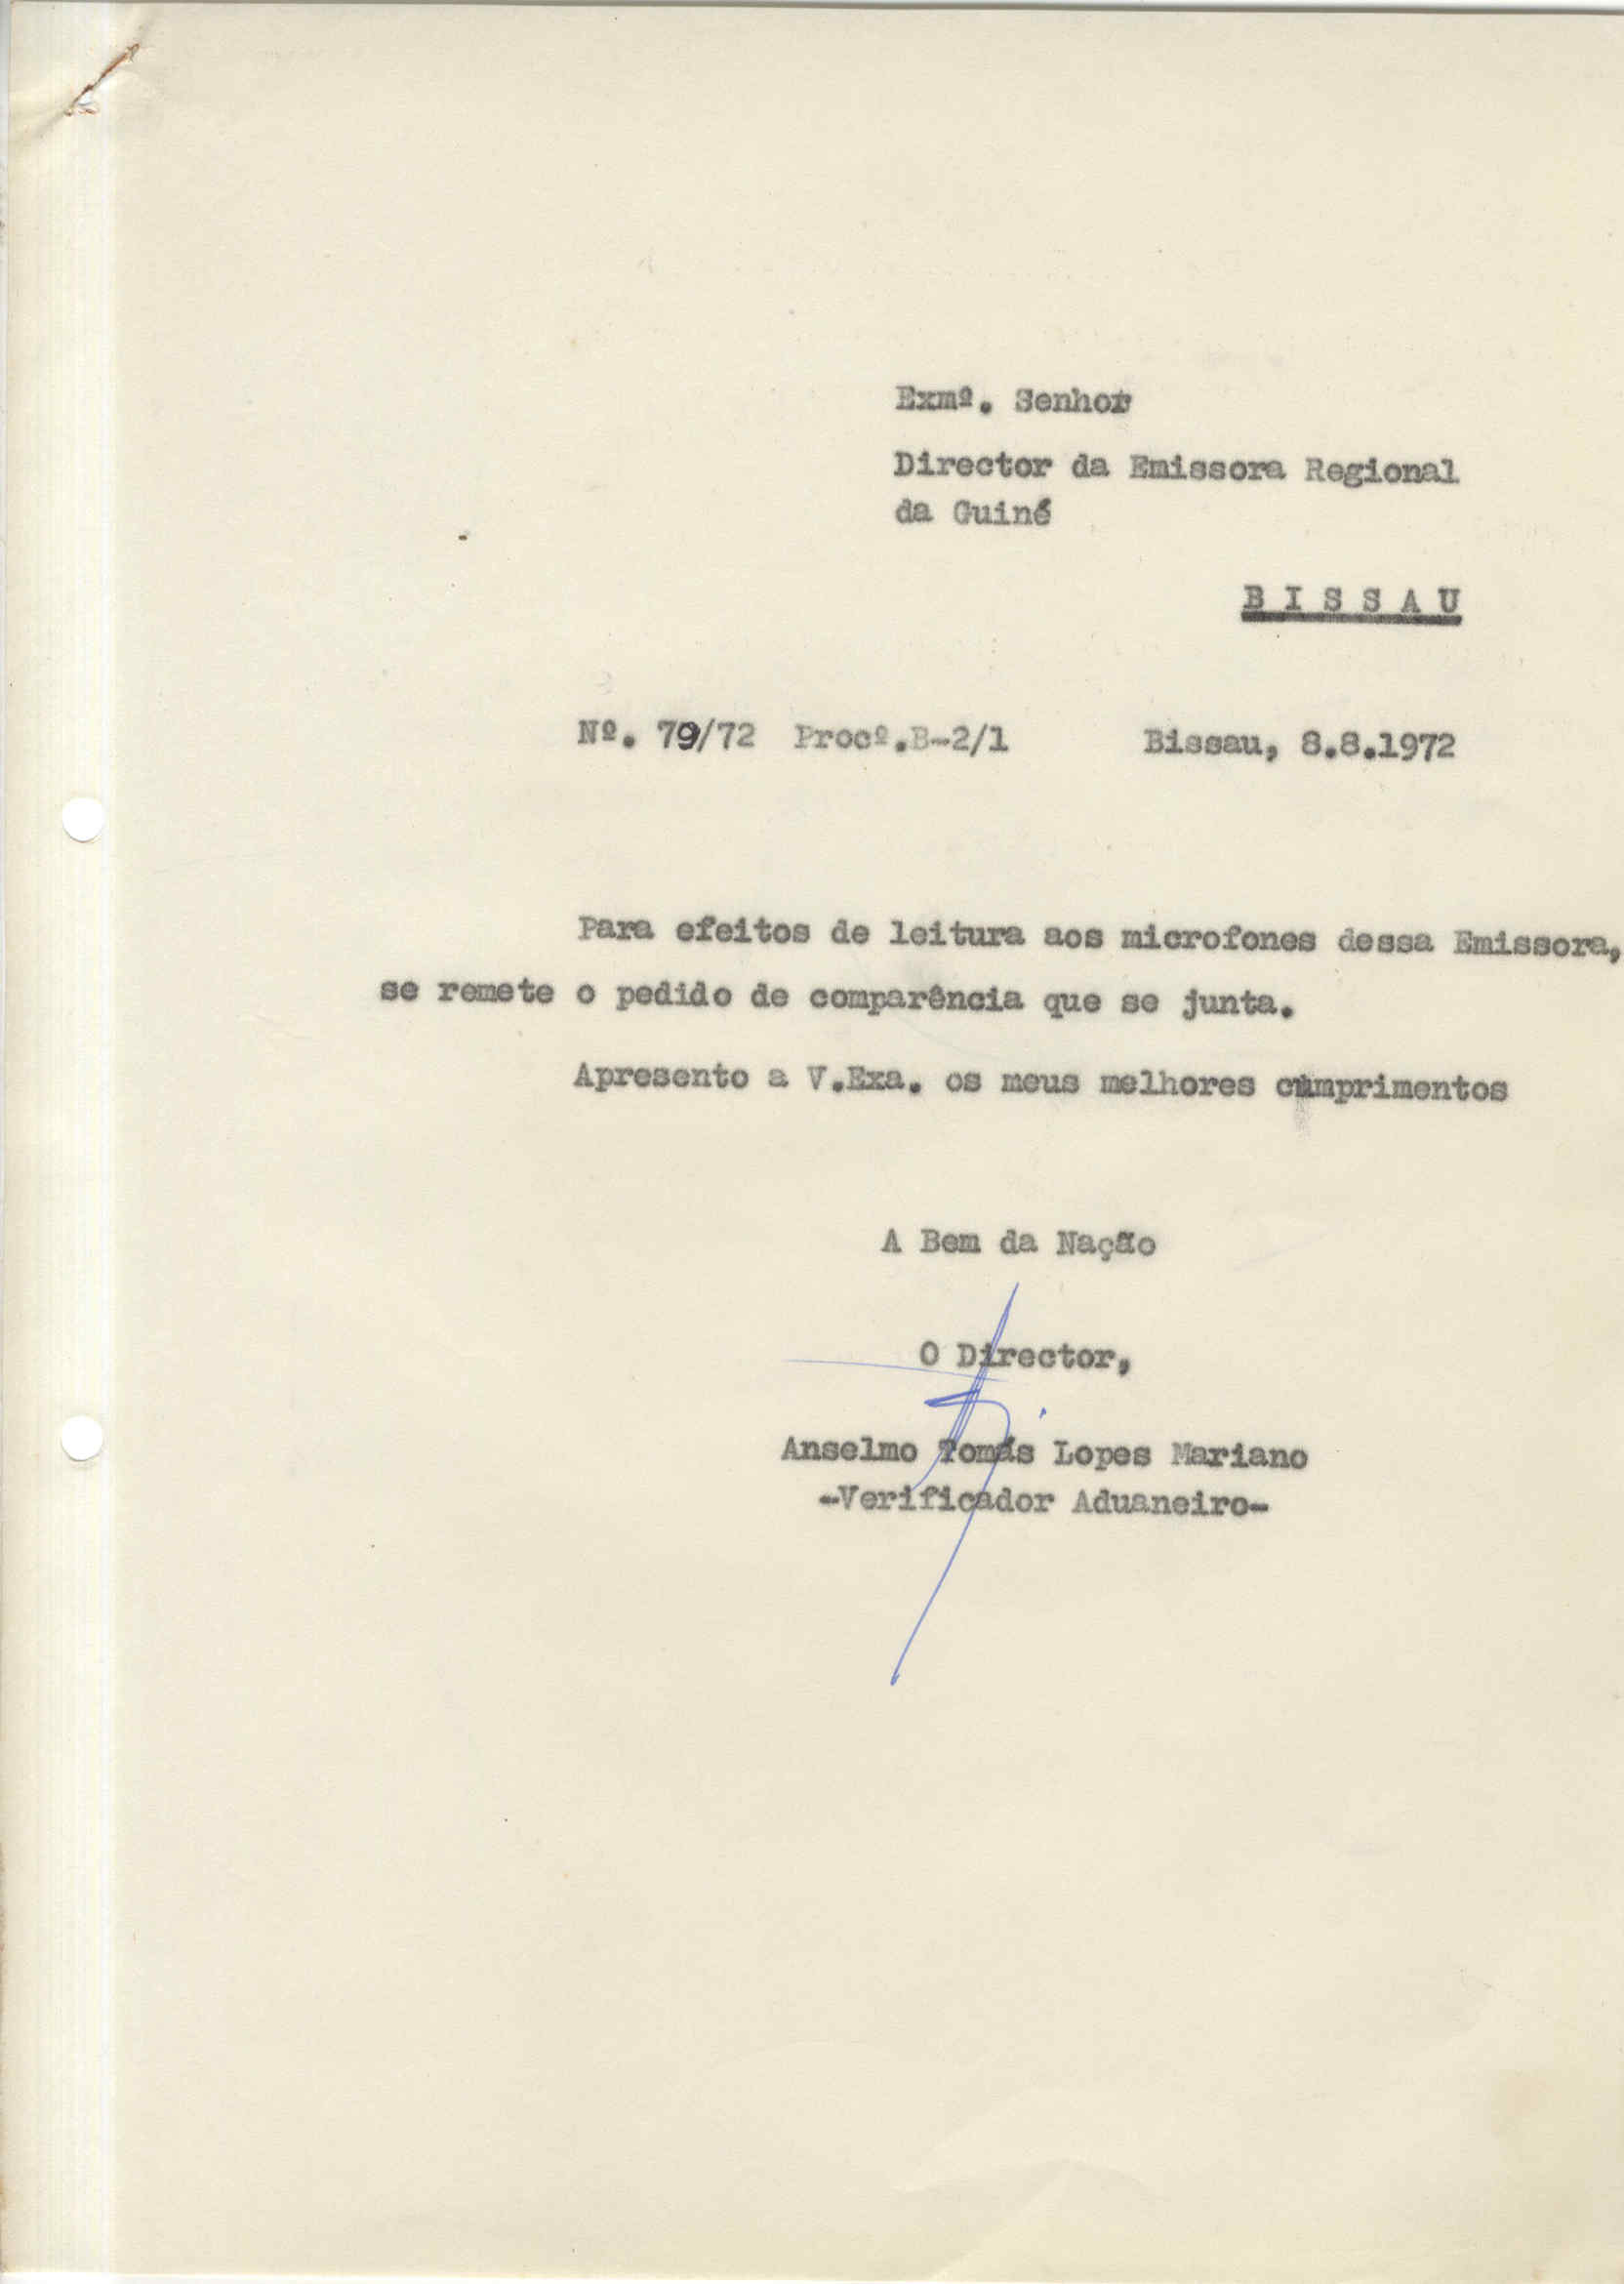 Exmº. Senhor
Director da Emissora Regional
da Guiné
B I S S A U
Nº. 79/72 Procº.B-2/1 Bissau, 8.8.1972
Para efeitos de leitura aos microfones dessa Emissora,
se remete o pedido de comparência que se junta.
Apresento a V.Exa. os meus melhores cumprimentos
A Bem da Nação
O Director,
Anselmo Tomás Lopes Mariano
-Verificador Aduaneiro-